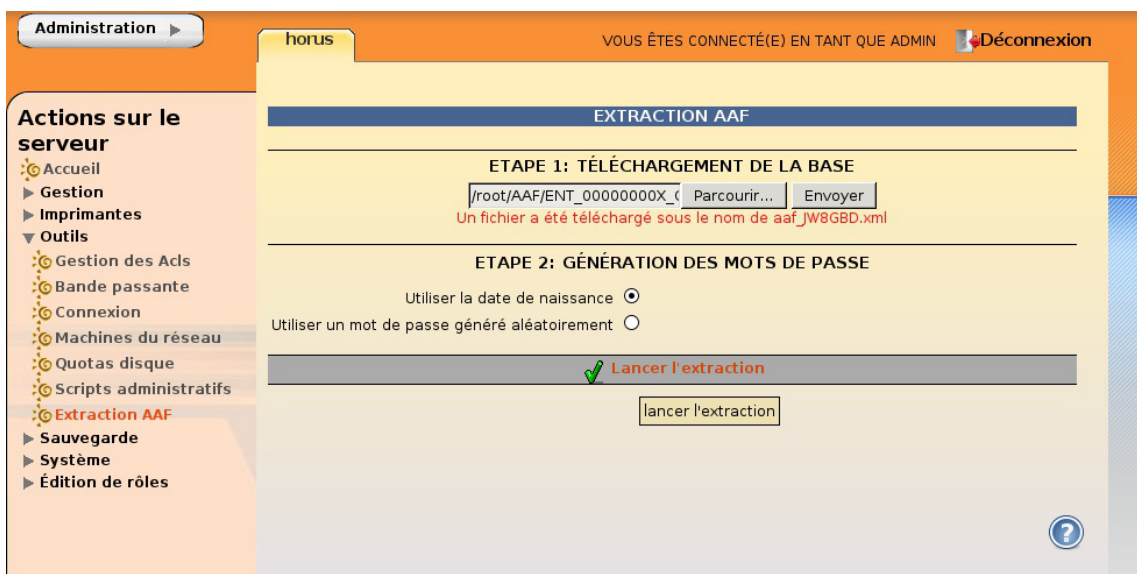 Administration
horus
VOUS ÊTES CONNECTÉ(E) EN TANT QUE ADMIN
Déconnexion
Actions sur le
serveur
Accueil
Gestion
Imprimantes
Outils
Gestion des Acls
Bande passante
Connexion
Machines du réseau
Quotas disque
Scripts administratifs
Extraction AAF
Sauvegarde
Système
Édition de rôles
EXTRACTION AAF
ETAPE 1: TÉLÉCHARGEMENT DE LA BASE
/root/AAF/ENT_00000000X_ Parcourir... Envoyer
Un fichier a été téléchargé sous le nom de aaf_JW8GBD.xml
ETAPE 2: GÉNÉRATION DES MOTS DE PASSE
Utiliser la date de naissance
Utiliser un mot de passe généré aléatoirement
Lancer l'extraction
lancer l'extraction
?